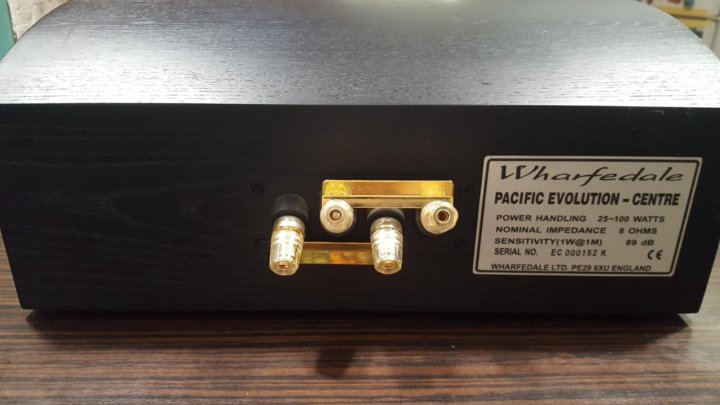 Wharfedale
PACIFIC EVOLUTION - CENTRE
POWER HANDLING 25~100 WATTS
NOMINAL IMPEDANCE 8 OHMS
SENSITIVITY(1W@1M) 89 dB
SERIAL NO. EC 000152 K CE
WHARFEDALE LTD. PE29 6XU ENGLAND